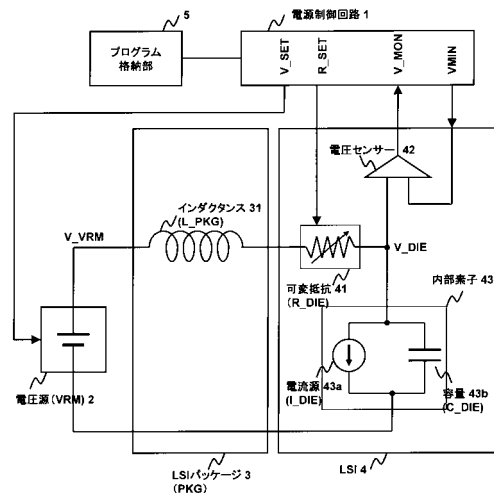 5
電源制御回路 1
プログラム
格納部
V_SET
R_SET
V_MON
VMIN
電圧センサー 42
インダクタンス 31
(L_PKG)
V_VRM
V_DIE
可変抵抗 41
(R_DIE)
内部素子 43
電圧源(VRM) 2
電流源 43a
(I_DIE)
容量 43b
(C_DIE)
LSIパッケージ 3
(PKG)
LSI 4